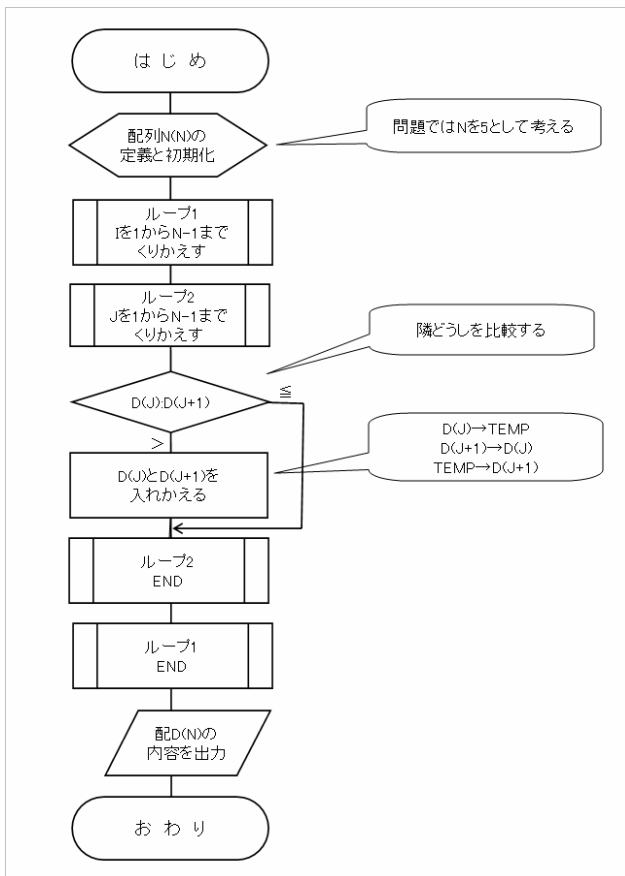 はじめ
配列N(N)の
定義と初期化
問題ではNを5として考える
ループ1
Iを1からN-1まで
くりかえす
ループ2
Jを1からN-1まで
くりかえす
隣どうしを比較する
D(J):D(J+1)
≦
>
D(J)→TEMP
D(J+1)→D(J)
TEMP→D(J+1)
D(J)とD(J+1)を
入れかえる
ループ2
END
ループ1
END
配D(N)の
内容を出力
おわり